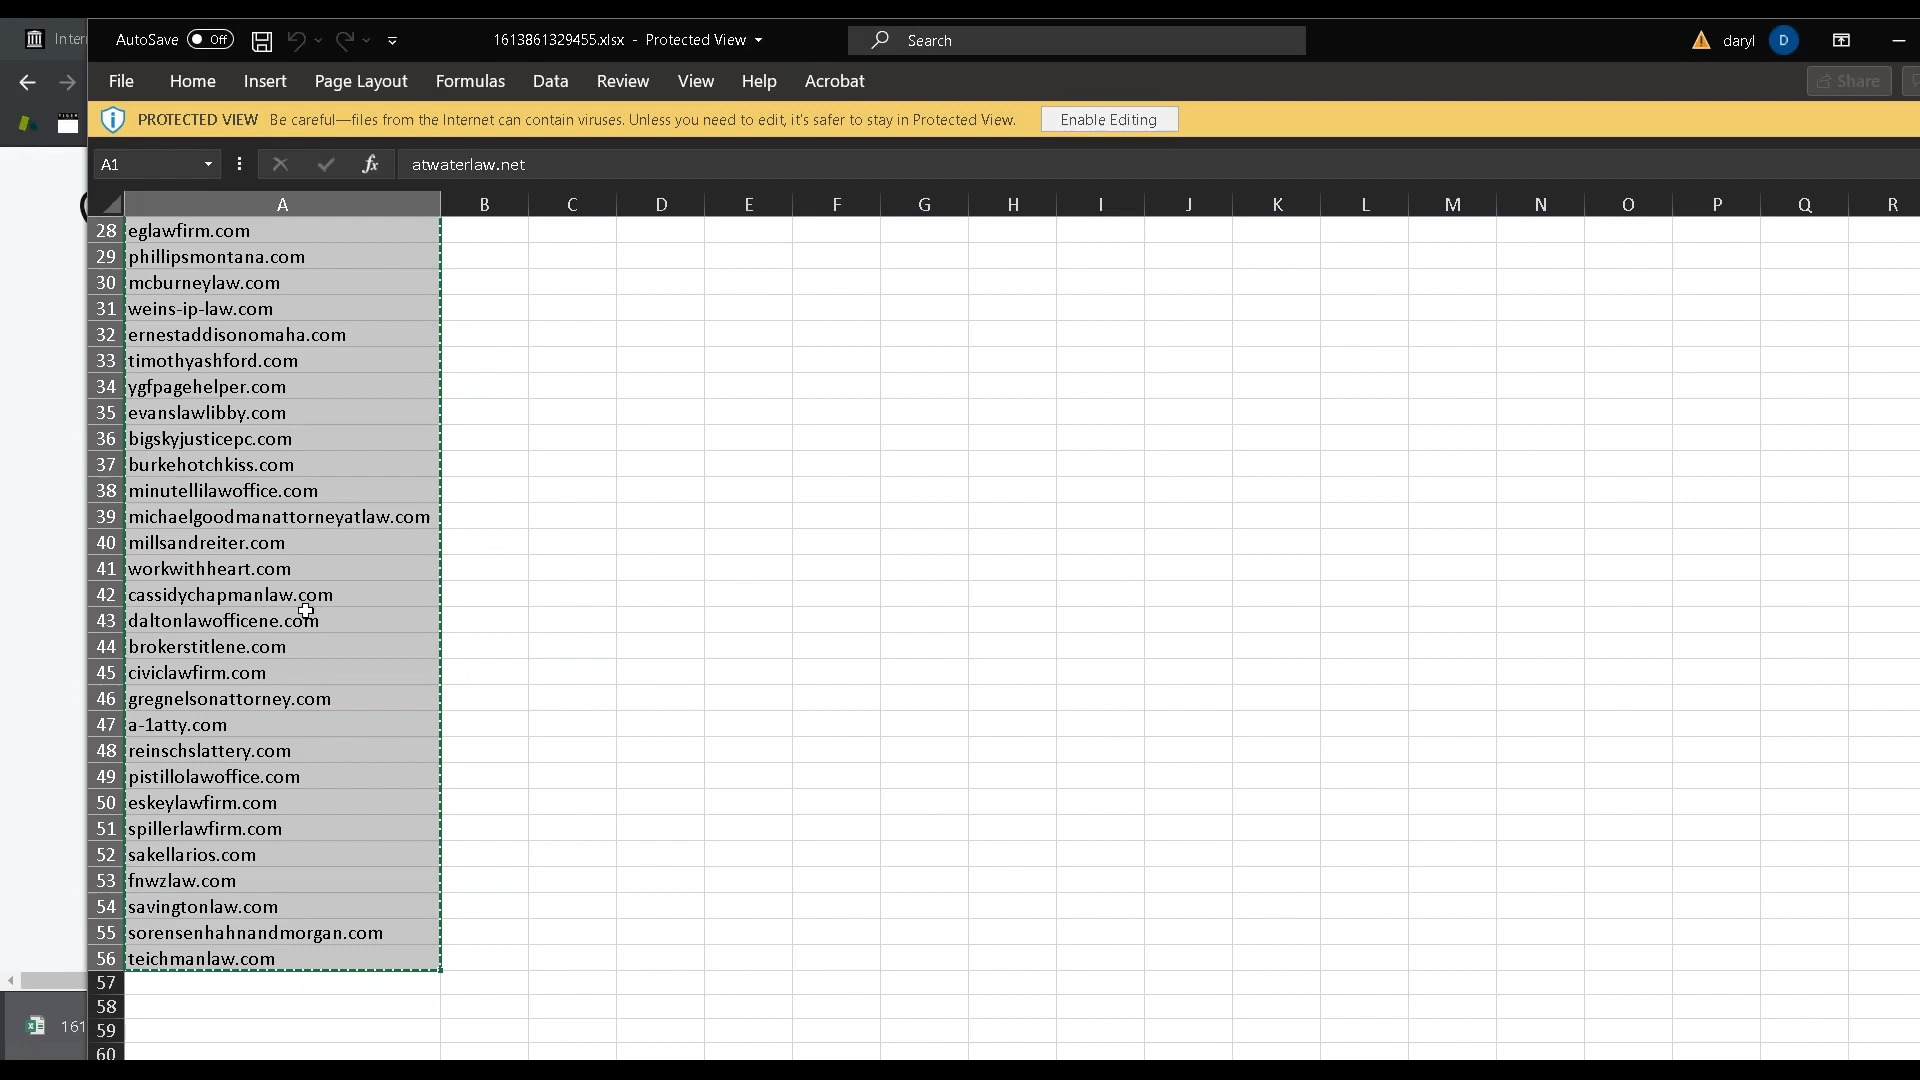 Inter
AutoSave Off
1613861329455.xlsx - Protected View
Search
daryl D
File Home Insert Page Layout Formulas Data Review View Help Acrobat
Share
PROTECTED VIEW Be careful—files from the Internet can contain viruses. Unless you need to edit, it's safer to stay in Protected View. Enable Editing
A1 fx atwaterlaw.net
A B C D E F G H I J K L M N O P Q R
28 eglawfirm.com
29 phillipsmontana.com
30 mcburneylaw.com
31 weins-ip-law.com
32 ernestaddisonomaha.com
33 timothyashford.com
34 ygfpagehelper.com
35 evanslawlibby.com
36 bigskyjusticepc.com
37 burkehotchkiss.com
38 minutellilawoffice.com
39 michaelgoodmanattorneyatlaw.com
40 millsandreiter.com
41 workwithheart.com
42 cassidychapmanlaw.com
43 daltonlawofficene.com
44 brokerstitlene.com
45 civiclawfirm.com
46 gregnelsonattorney.com
47 a-1atty.com
48 reinschslattery.com
49 pistillolawoffice.com
50 eskeylawfirm.com
51 spillerlawfirm.com
52 sakellarios.com
53 fnwzlaw.com
54 savingtonlaw.com
55 sorensenhahnandmorgan.com
56 teichmanlaw.com
57
58
59
60
161